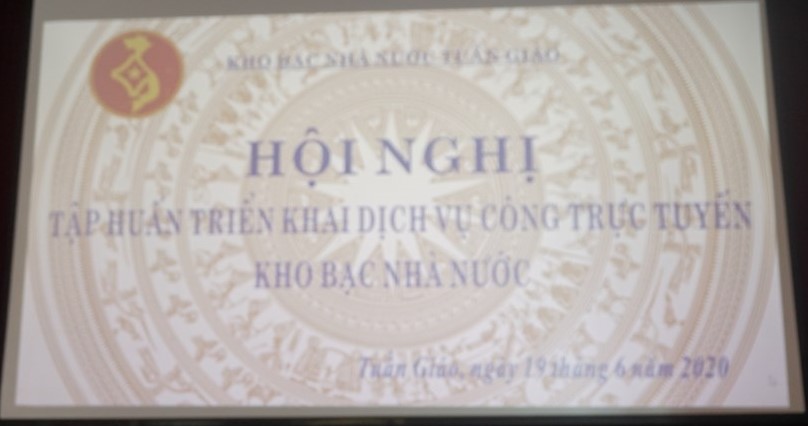 KHO BẠC NHÀ NƯỚC TUẦN GIÁO
HỘI NGHỊ
TẬP HUẤN TRIỂN KHAI DỊCH VỤ CÔNG TRỰC TUYẾN
KHO BẠC NHÀ NƯỚC
Tuần Giáo, ngày 19 tháng 6 năm 2020